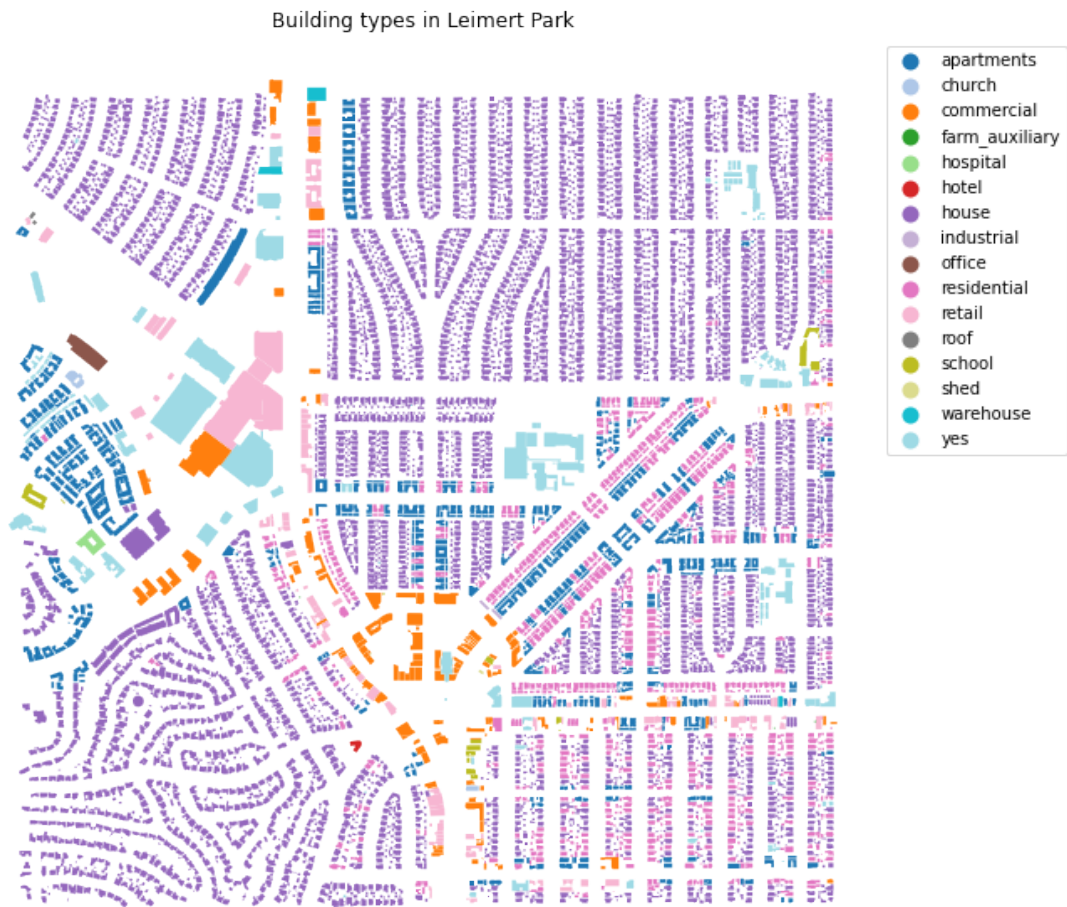 Building types in Leimert Park
apartments
church
commercial
farm_auxiliary
hospital
hotel
house
industrial
office
residential
retail
roof
school
shed
warehouse
yes